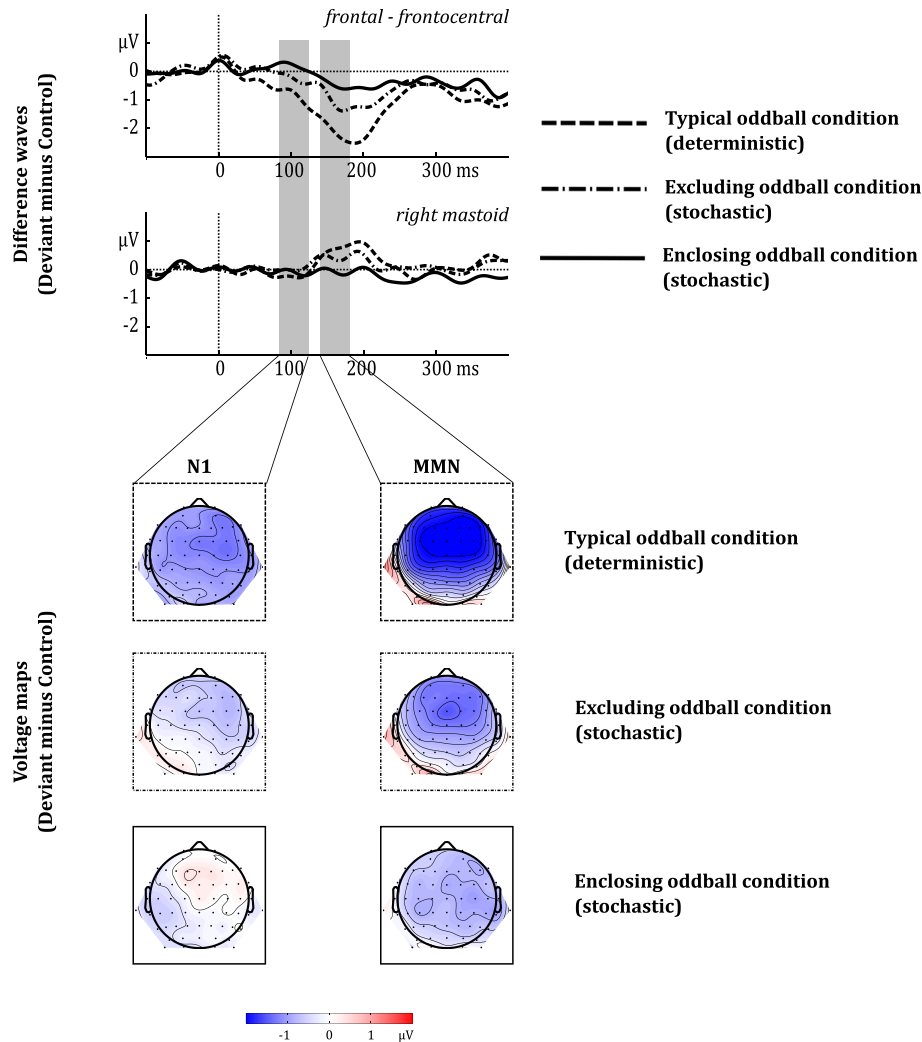 frontal - frontocentral
µV
0
-1
-2
0
100
200
300 ms
Difference waves
(Deviant minus Control)
right mastoid
µV
0
-1
-2
0
100
200
300 ms
Typical oddball condition
(deterministic)
Excluding oddball condition
(stochastic)
Enclosing oddball condition
(stochastic)
N1
MMN
Voltage maps
(Deviant minus Control)
Typical oddball condition
(deterministic)
Excluding oddball condition
(stochastic)
Enclosing oddball condition
(stochastic)
-1
0
1
µV